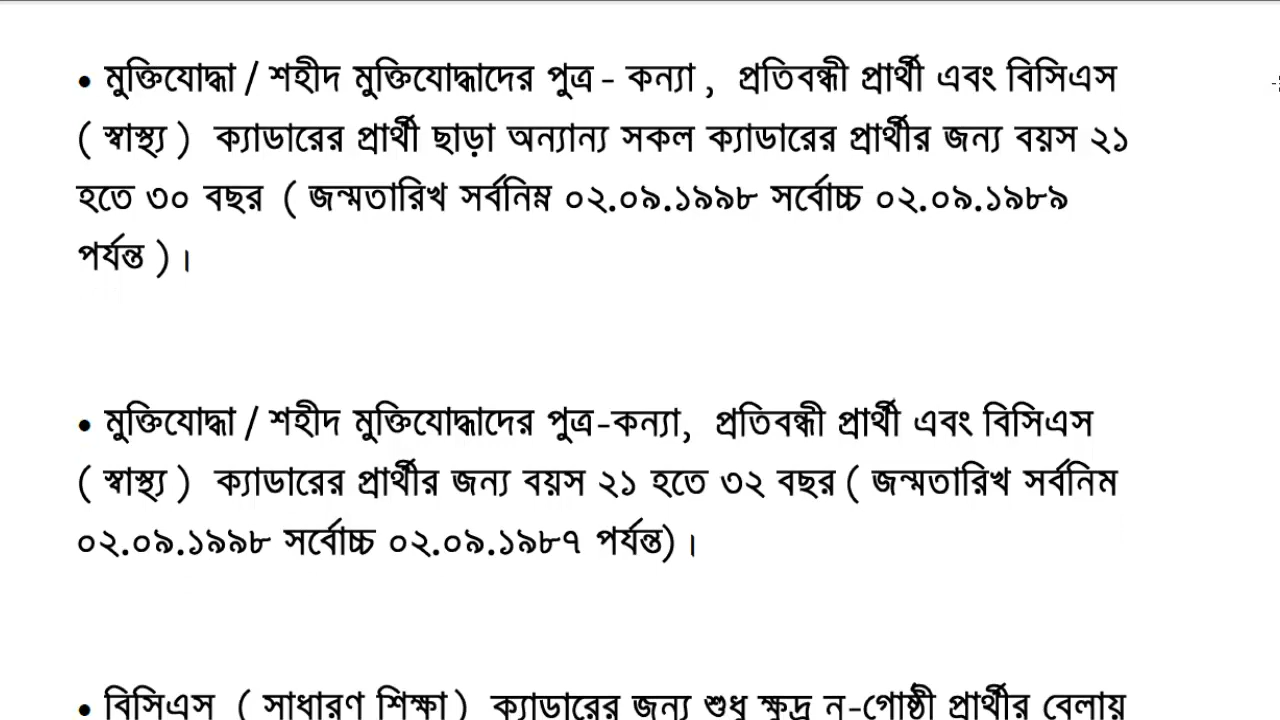 • মুক্তিযোদ্ধা / শহীদ মুক্তিযোদ্ধাদের পুত্র - কন্যা , প্রতিবন্ধী প্রার্থী এবং বিসিএস
( স্বাস্থ্য ) ক্যাডারের প্রার্থী ছাড়া অন্যান্য সকল ক্যাডারের প্রার্থীর জন্য বয়স ২১
হতে ৩০ বছর ( জন্মতারিখ সর্বনিম্ন ০২.০৯.১৯৯৮ সর্বোচ্চ ০২.০৯.১৯৮৯
পর্যন্ত ) ।
• মুক্তিযোদ্ধা / শহীদ মুক্তিযোদ্ধাদের পুত্র-কন্যা, প্রতিবন্ধী প্রার্থী এবং বিসিএস
( স্বাস্থ্য ) ক্যাডারের প্রার্থীর জন্য বয়স ২১ হতে ৩২ বছর ( জন্মতারিখ সর্বনিম
০২.০৯.১৯৯৮ সর্বোচ্চ ০২.০৯.১৯৮৭ পর্যন্ত) ।
• বিসিএস ( সাধারণ শিক্ষা ) ক্যাডারের জন্য শুধু ক্ষুদ্র নৃ-গোষ্ঠী প্রার্থীর বেলায়